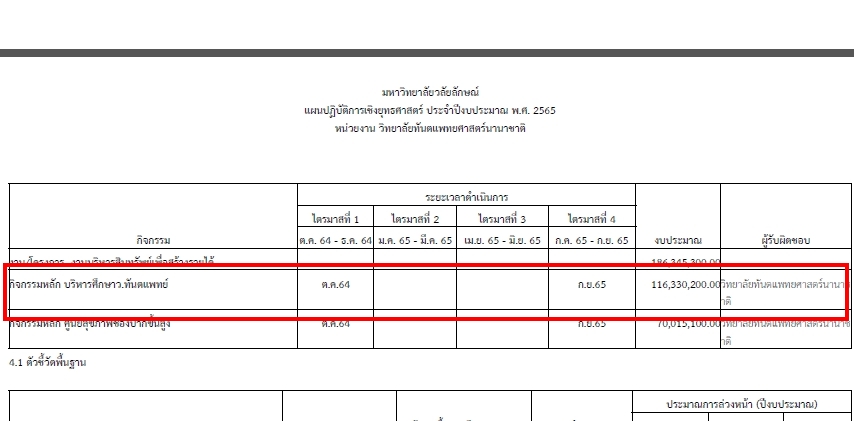 มหาวิทยาลัยวลัยลักษณ์
แผนปฏิบัติการเชิงยุทธศาสตร์ ประจำปีงบประมาณ พ.ศ. 2565
หน่วยงาน วิทยาลัยทันตแพทยศาสตร์นานาชาติ
ระยะเวลาดำเนินการ
ไตรมาสที่ 1 ไตรมาสที่ 2 ไตรมาสที่ 3 ไตรมาสที่ 4
กิจกรรม ต.ค. 64 - ธ.ค. 64 ม.ค. 65 - มี.ค. 65 เม.ย. 65 - มิ.ย. 65 ก.ค. 65 - ก.ย. 65 งบประมาณ ผู้รับผิดชอบ
งาน/โครงการ งานบริหารสินทรัพย์เพื่อสร้างรายได้ 186,345,300.00
กิจกรรมหลัก บริหารศึกษาว.ทันตแพทย์ ต.ค.64 ก.ย.65 116,330,200.00 วิทยาลัยทันตแพทยศาสตร์นานาชาติ
กิจกรรมหลัก ศูนย์สุขภาพช่องปากชั้นสูง ต.ค.64 ก.ย.65 70,015,100.00 วิทยาลัยทันตแพทยศาสตร์นานาชาติ
4.1 ตัวชี้วัดพื้นฐาน
ประมาณการล่วงหน้า (ปีงบประมาณ)